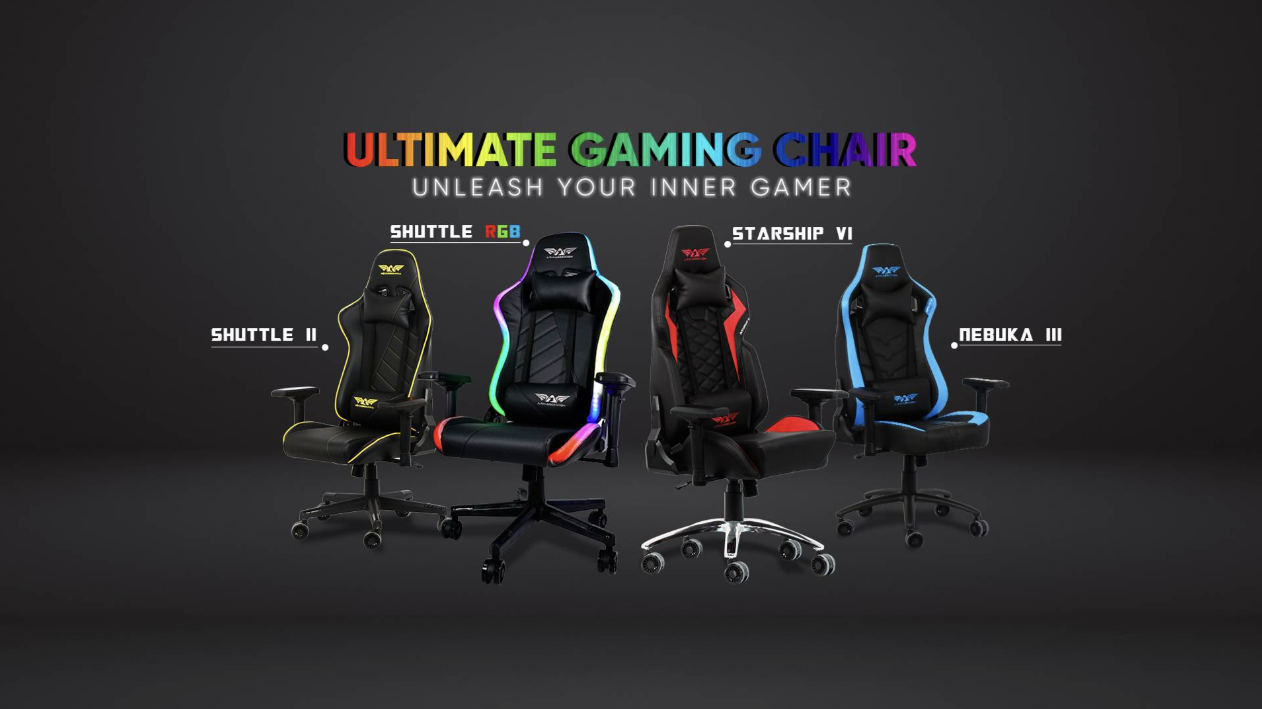 ULTIMATE GAMING CHAIR
UNLEASH YOUR INNER GAMER
SHUTTLE RGB
STARSHIP VI
SHUTTLE II
NEBUKA III